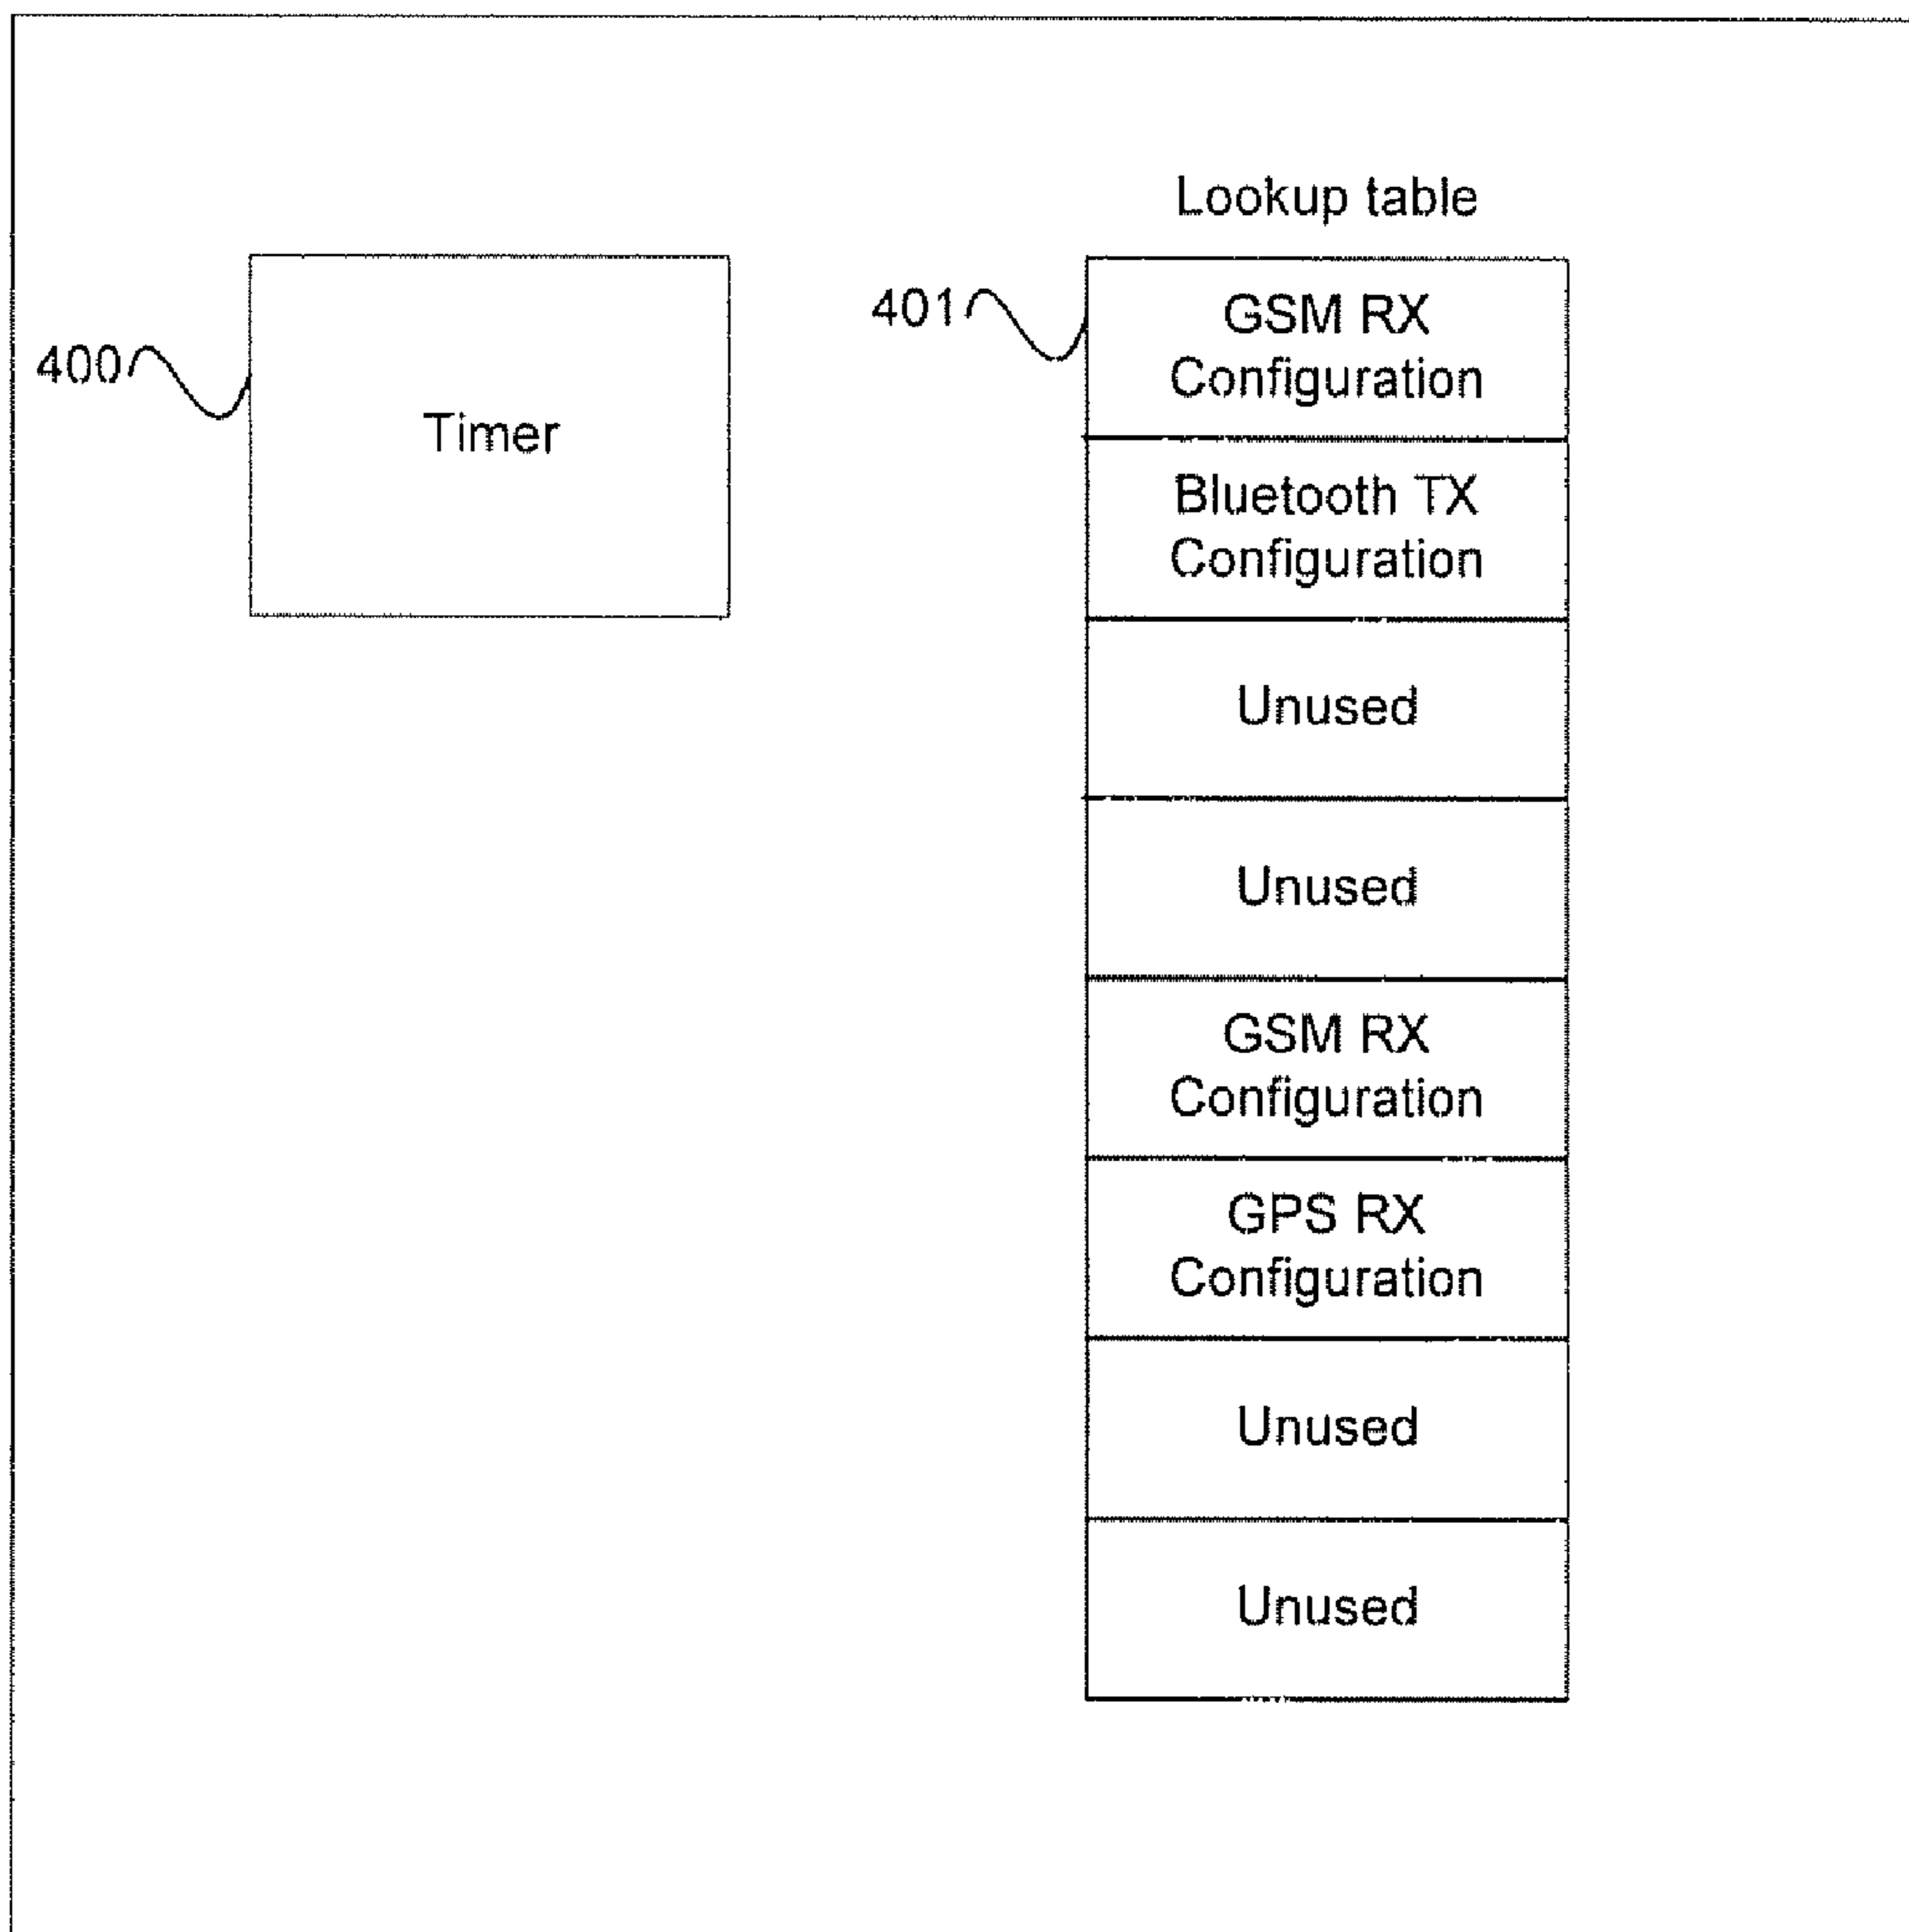 Lookup table
400
Timer
401
GSM RX
Configuration
Bluetooth TX
Configuration
Unused
Unused
GSM RX
Configuration
GPS RX
Configuration
Unused
Unused